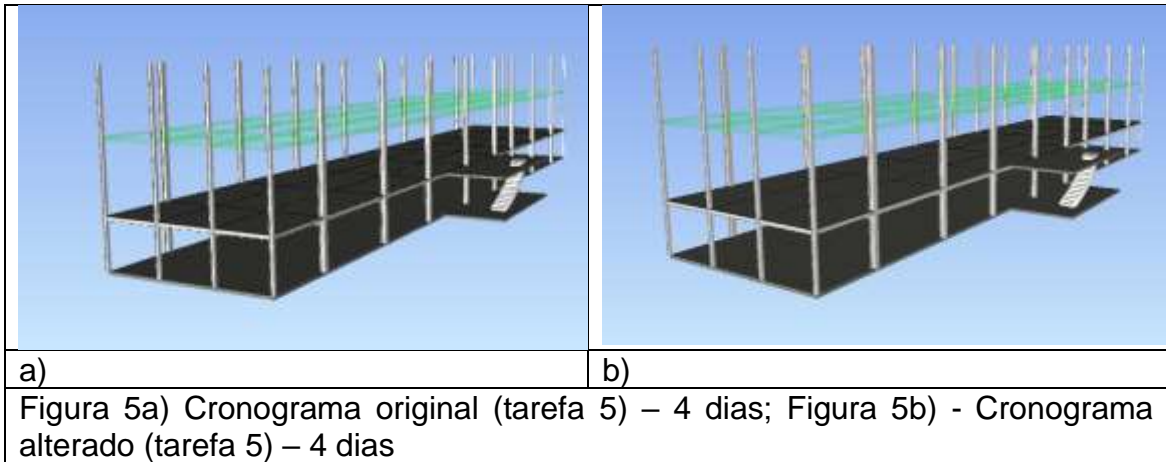 a)
b)
Figura 5a) Cronograma original (tarefa 5) – 4 dias; Figura 5b) - Cronograma
alterado (tarefa 5) – 4 dias